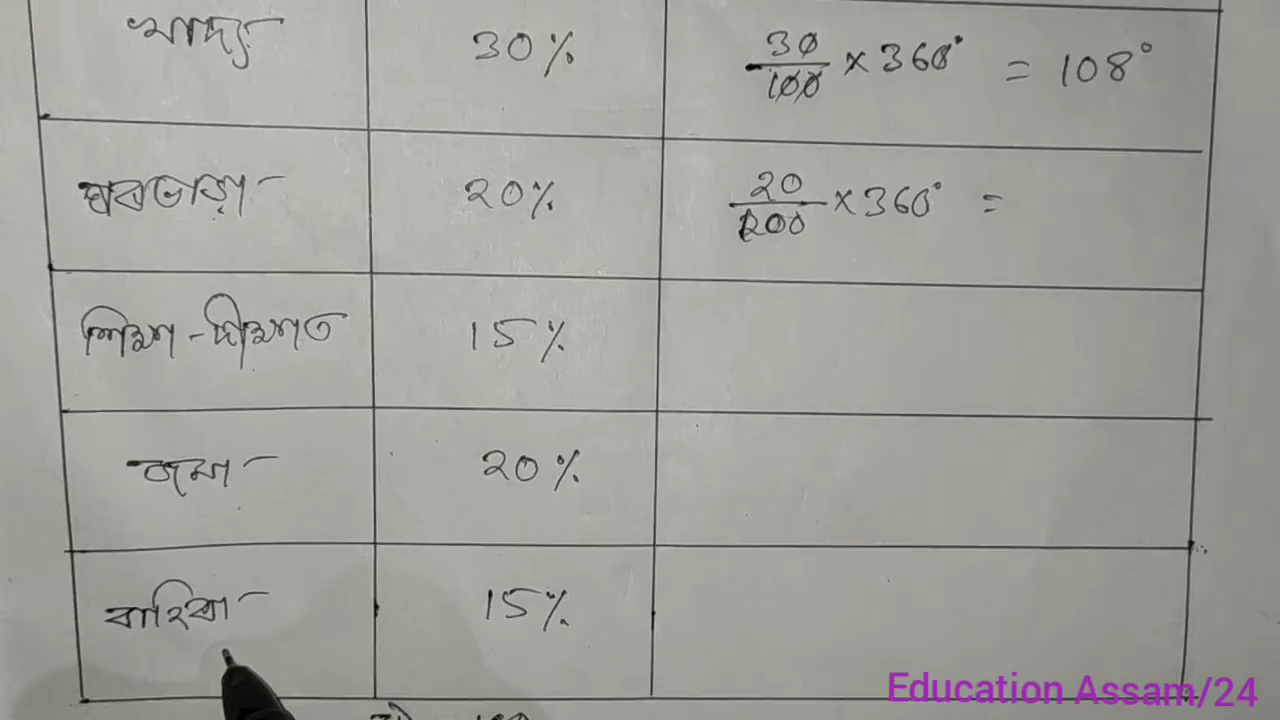 খাদ্য - 30% 30/100 × 360° = 108°
ঘৰভাড়া - 20% 20/100 × 360° =
শিক্ষা - দীক্ষাত 15%
জমা - 20%
বাহিৰা - 15%
Education Assam/24